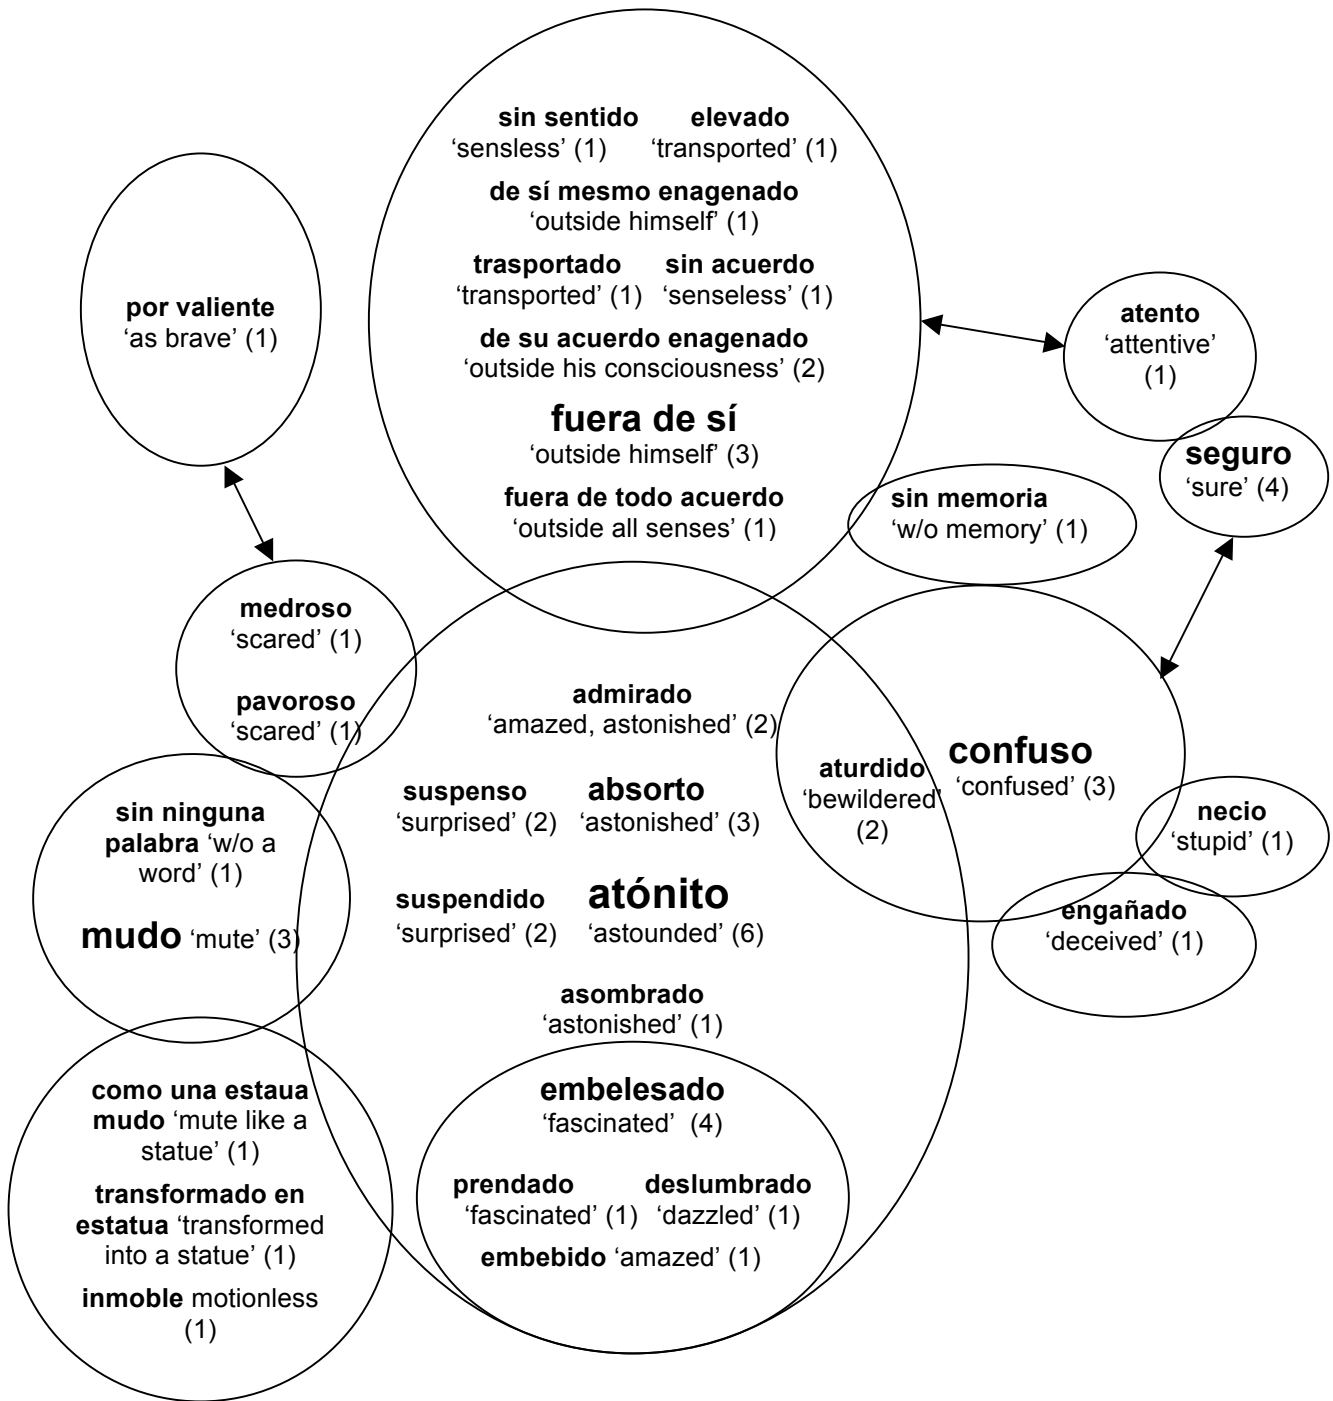 sin sentido elevado
‘sensless’ (1) ‘transported’ (1)
de sí mesmo enagenado
‘outside himself’ (1)
trasportado sin acuerdo
‘transported’ (1) ‘senseless’ (1)
de su acuerdo enagenado
‘outside his consciousness’ (2)
fuera de sí
‘outside himself’ (3)
fuera de todo acuerdo
‘outside all senses’ (1)
por valiente
‘as brave’ (1)
atento
‘attentive’
(1)
seguro
‘sure’ (4)
sin memoria
‘w/o memory’ (1)
medroso
‘scared’ (1)
pavoroso
‘scared’ (1)
admirado
‘amazed, astonished’ (2)
suspenso absorto
‘surprised’ (2) ‘astonished’ (3)
suspendido atónito
‘surprised’ (2) ‘astounded’ (6)
asombrado
‘astonished’ (1)
aturdido
‘bewildered’
(2)
confuso
‘confused’ (3)
necio
‘stupid’ (1)
engañado
‘deceived’ (1)
sin ninguna
palabra ‘w/o a
word’ (1)
mudo ‘mute’ (3)
como una estaua
mudo ‘mute like a
statue’ (1)
transformado en
estatua ‘transformed
into a statue’ (1)
inmoble motionless
(1)
embelesado
‘fascinated’ (4)
prendado deslumbrado
‘fascinated’ (1) ‘dazzled’ (1)
embebido ‘amazed’ (1)